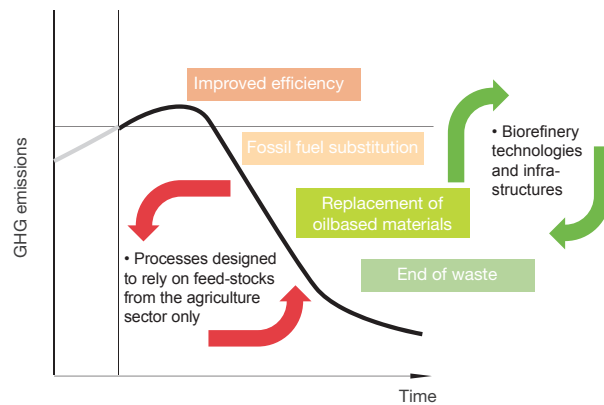 GHG emissions
Improved efficiency
Fossil fuel substitution
Replacement of
oilbased materials
End of waste
• Biorefinery
technologies
and infra-
structures
• Processes designed
to rely on feed-stocks
from the agriculture
sector only
Time